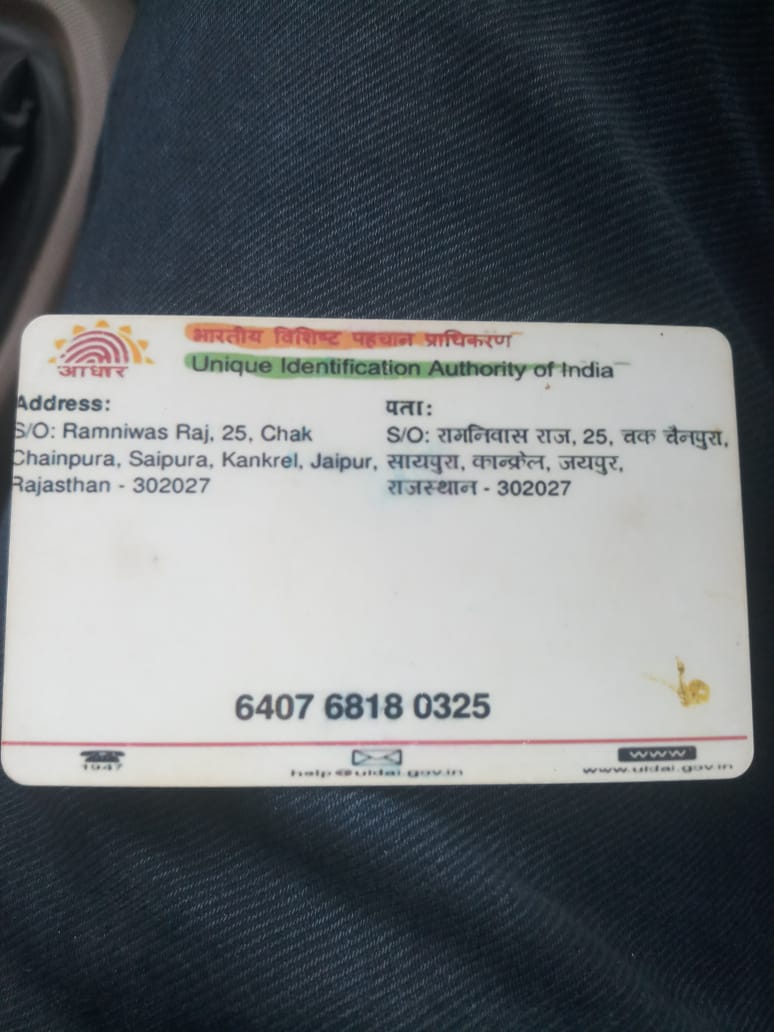 आधार
भारतीय विशिष्ट पहचान प्राधिकरण
Unique Identification Authority of India
Address:
S/O: Ramniwas Raj, 25, Chak
Chainpura, Saipura, Kankrel, Jaipur,
Rajasthan - 302027
पता:
S/O: रामनिवास राज, 25, चक चैनपुरा,
सायपुरा, कान्क्रेल, जयपुर,
राजस्थान - 302027
6407 6818 0325
1947
help@uidai.gov.in
www
www.uidai.gov.in